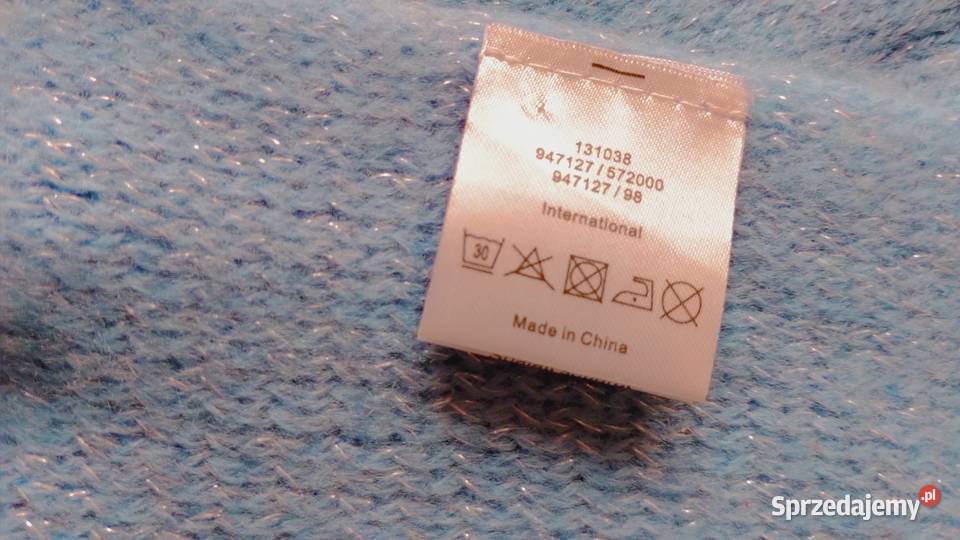 131038
947127 / 572000
947127 / 98
International
30
Made in China
Sprzedajemy.pl